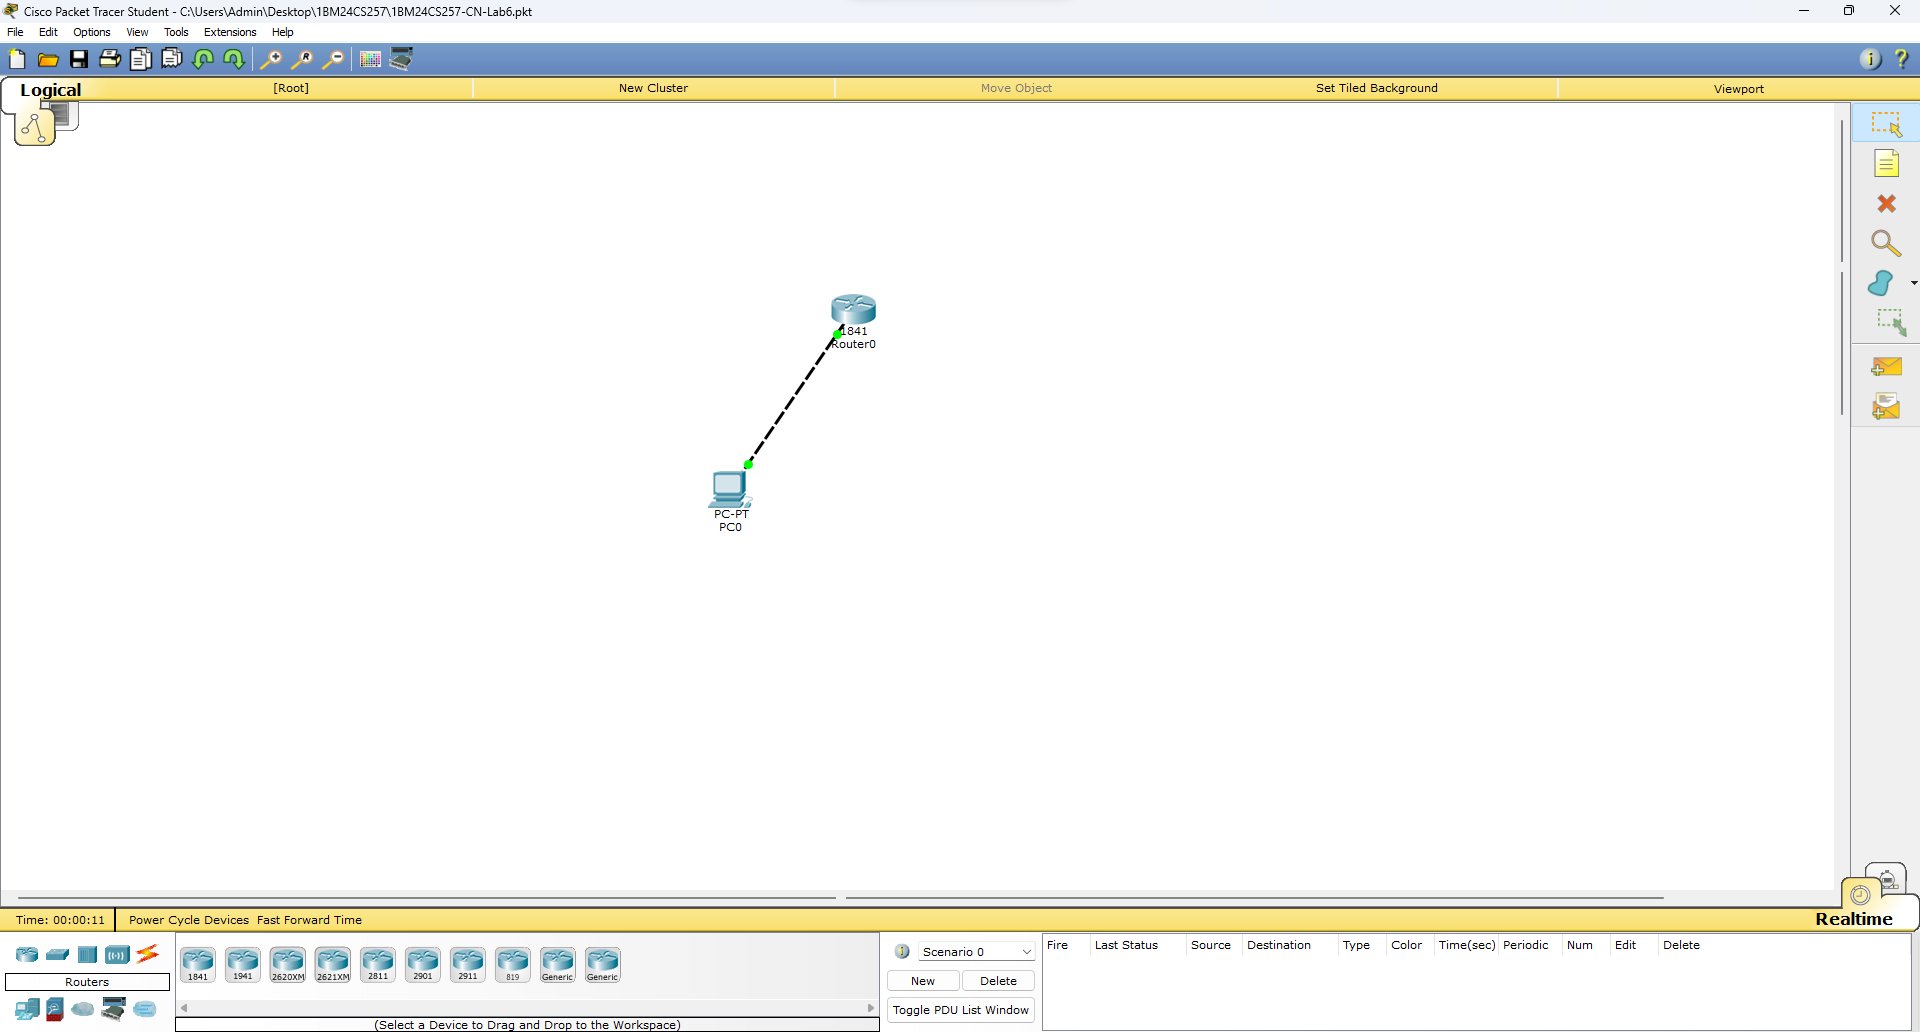 Cisco Packet Tracer Student - C:\Users\Admin\Desktop\1BM24CS257\1BM24CS257-CN-Lab6.pkt
File Edit Options View Tools Extensions Help
Logical [Root] New Cluster Move Object Set Tiled Background Viewport
1841
Router0
PC-PT
PC0
Time: 00:00:11 Power Cycle Devices Fast Forward Time
Realtime
Routers
1841 1941 2620XM 2621XM 2811 2901 2911 819 Generic Generic
(Select a Device to Drag and Drop to the Workspace)
Scenario 0
New Delete
Toggle PDU List Window
Fire Last Status Source Destination Type Color Time(sec) Periodic Num Edit Delete